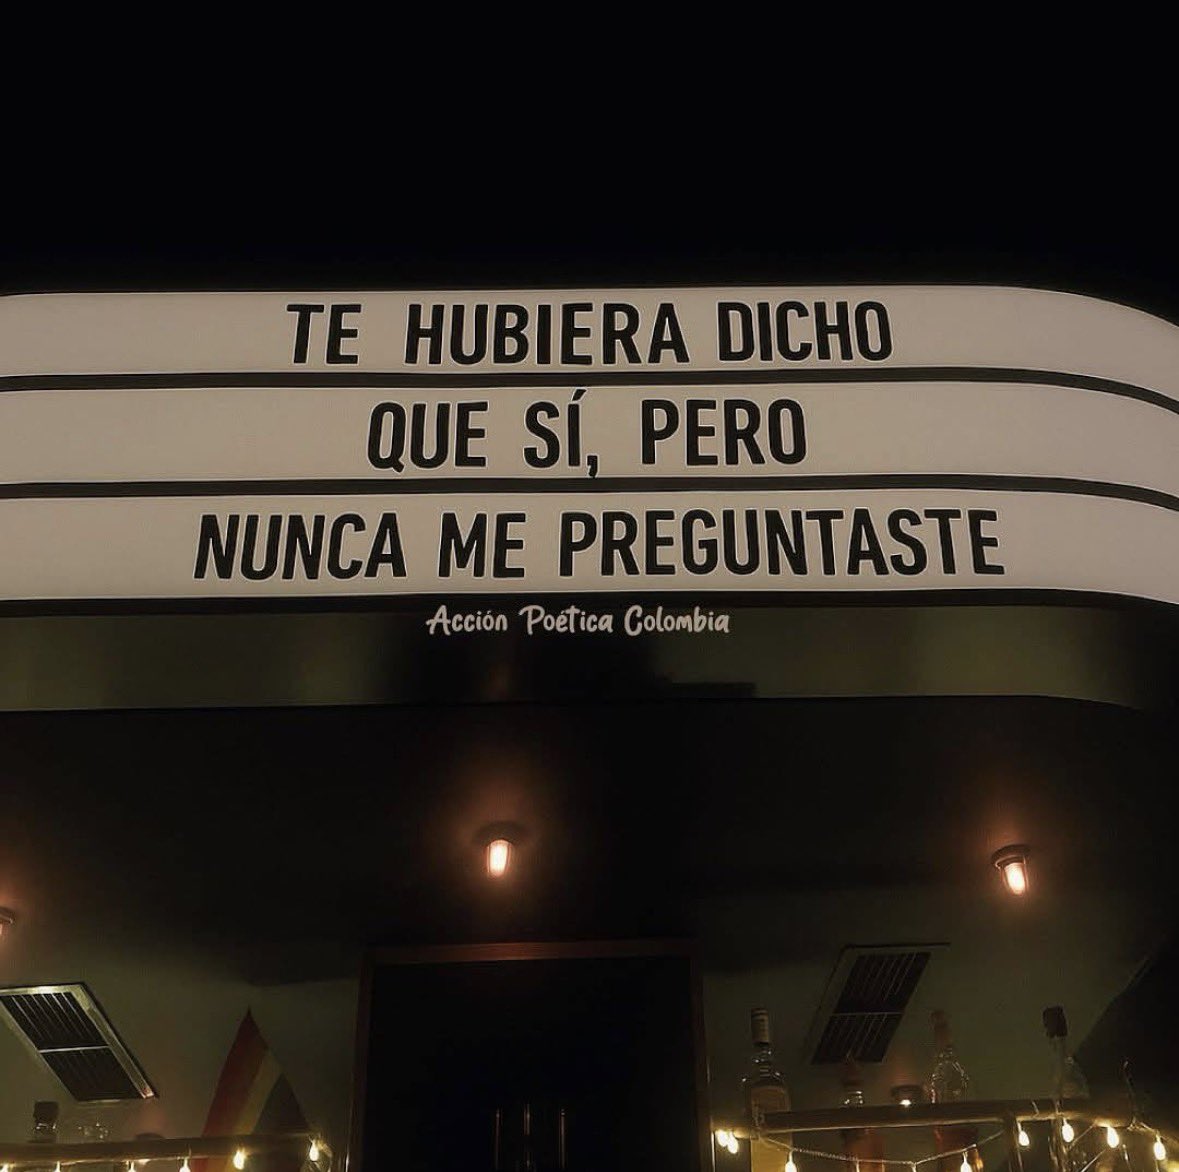 TE HUBIERA DICHO
QUE SÍ, PERO
NUNCA ME PREGUNTASTE
Acción Poética Colombia